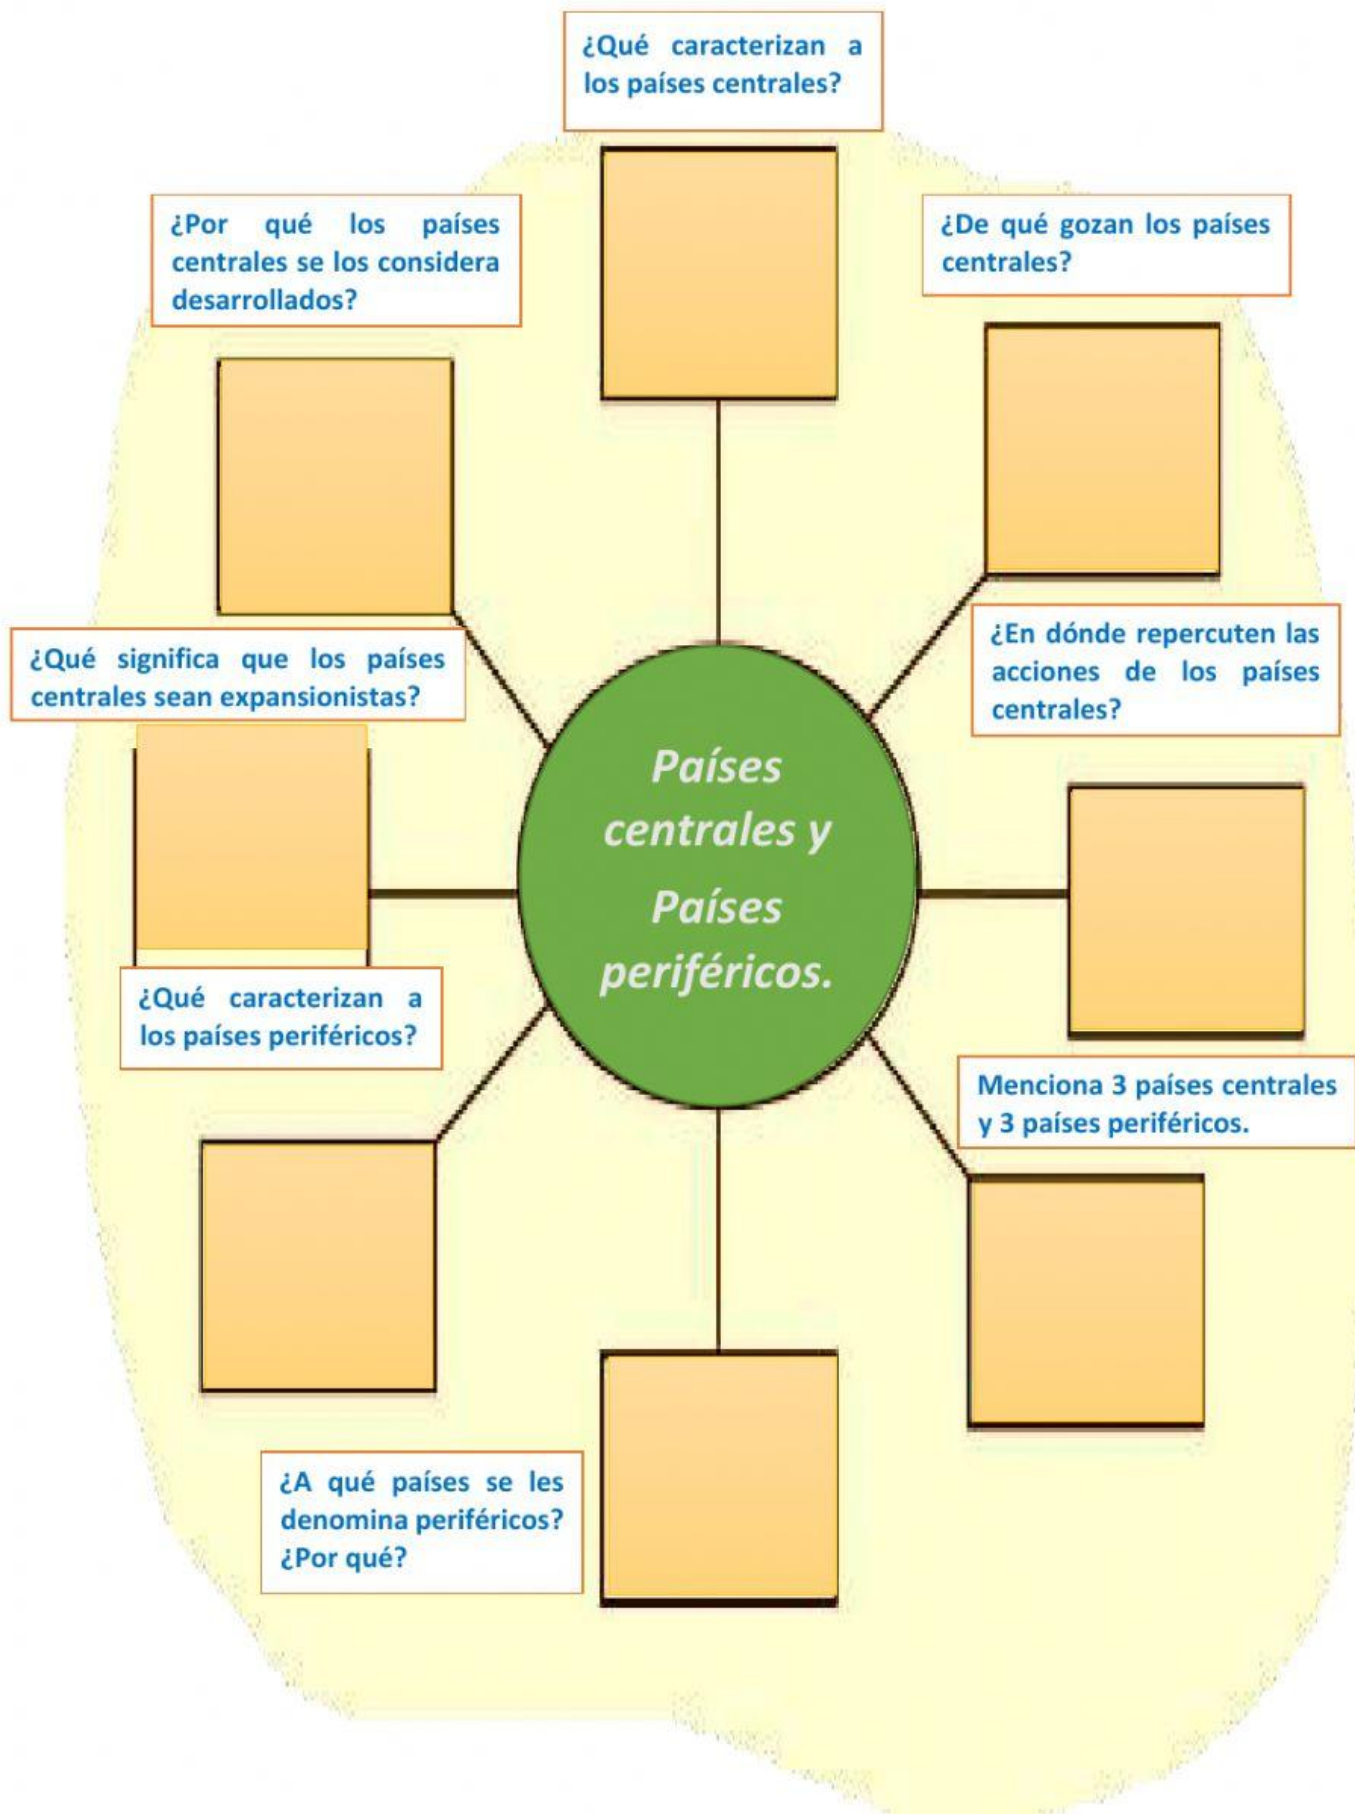 ¿Qué caracterizan a
los países centrales?
¿Por qué los países
centrales se los considera
desarrollados?
¿De qué gozan los países
centrales?
¿Qué significa que los países
centrales sean expansionistas?
¿En dónde repercuten las
acciones de los países
centrales?
Países
centrales y
Países
periféricos.
¿Qué caracterizan a
los países periféricos?
Menciona 3 países centrales
y 3 países periféricos.
¿A qué países se les
denomina periféricos?
¿Por qué?